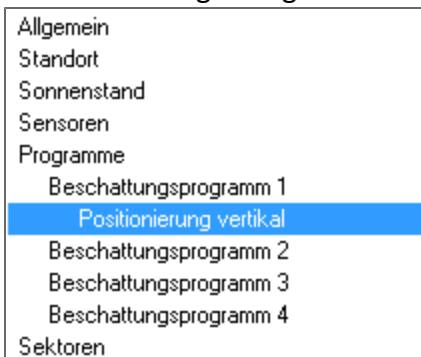 Allgemein
Standort
Sonnenstand
Sensoren
Programme
Beschattungsprogramm 1
Positionierung vertikal
Beschattungsprogramm 2
Beschattungsprogramm 3
Beschattungsprogramm 4
Sektoren